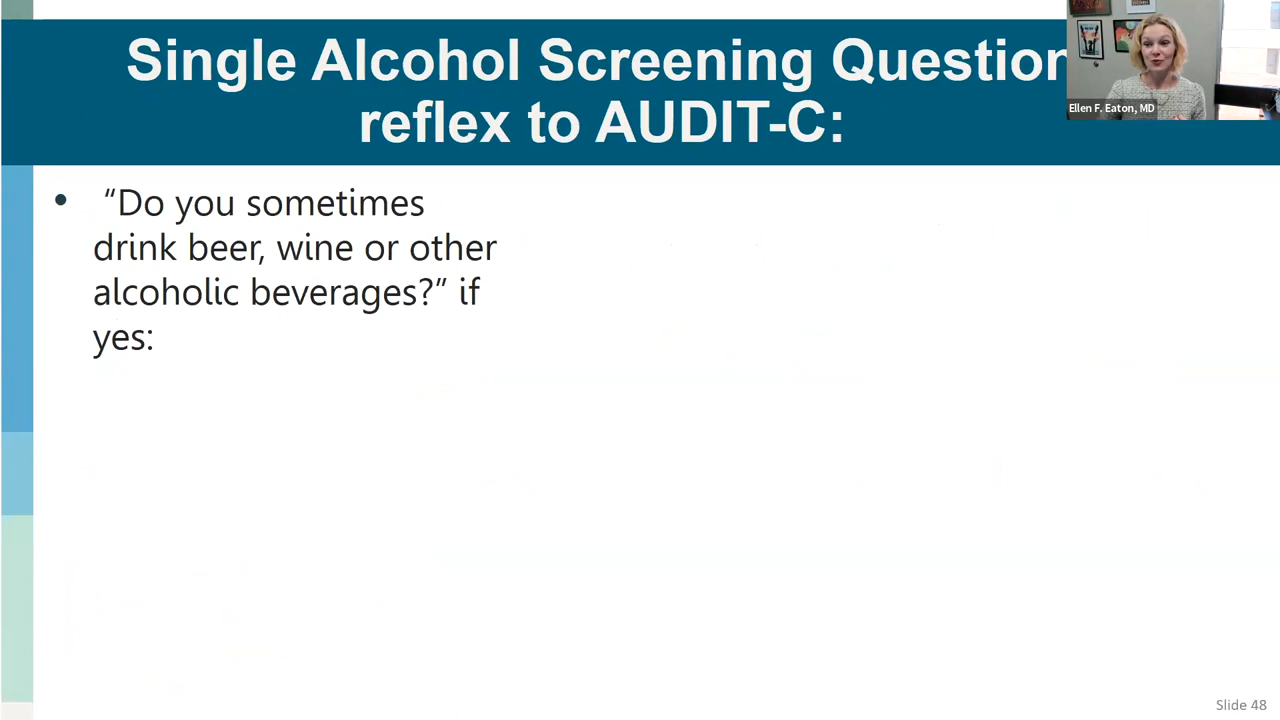 Single Alcohol Screening Question
reflex to AUDIT-C:
Ellen F. Eaton, MD
• “Do you sometimes
drink beer, wine or other
alcoholic beverages?” if
yes:
Slide 48